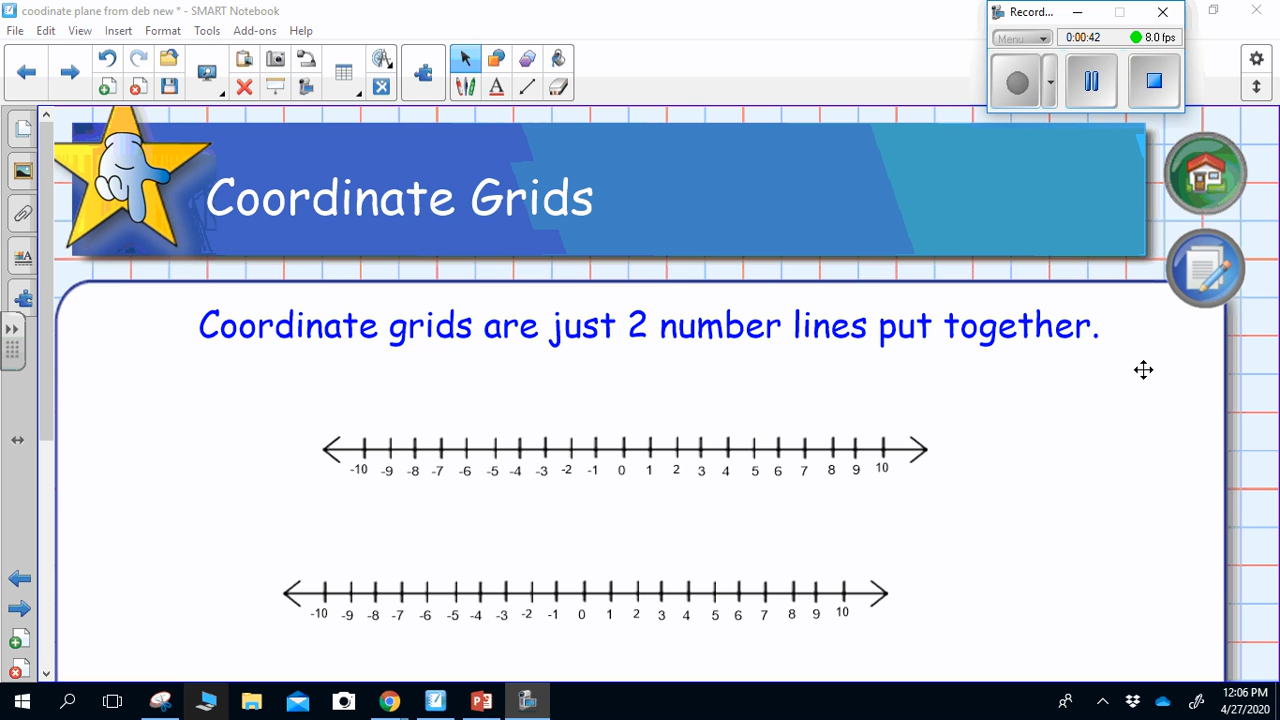 coodinate plane from deb new * - SMART Notebook
File Edit View Insert Format Tools Add-ons Help
Record...
Menu
0:00:42
8.0 fps
Coordinate Grids
Coordinate grids are just 2 number lines put together.
-10 -9 -8 -7 -6 -5 -4 -3 -2 -1 0 1 2 3 4 5 6 7 8 9 10
-10 -9 -8 -7 -6 -5 -4 -3 -2 -1 0 1 2 3 4 5 6 7 8 9 10
12:06 PM
4/27/2020